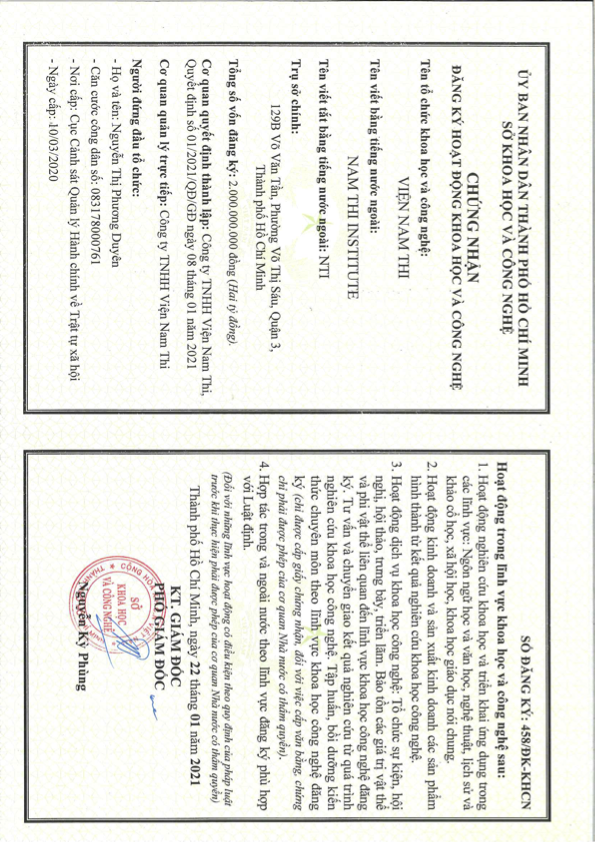 ỦY BAN NHÂN DÂN THÀNH PHỐ HỒ CHÍ MINH
SỞ KHOA HỌC VÀ CÔNG NGHỆ
CHỨNG NHẬN
ĐĂNG KÝ HOẠT ĐỘNG KHOA HỌC VÀ CÔNG NGHỆ
Tên tổ chức khoa học và công nghệ:
VIỆN NAM THI
Tên viết bằng tiếng nước ngoài:
NAM THI INSTITUTE
Tên viết tắt bằng tiếng nước ngoài: NTI
Trụ sở chính:
129B Võ Văn Tần, Phường Võ Thị Sáu, Quận 3,
Thành phố Hồ Chí Minh
Tổng số vốn đăng ký: 2.000.000.000 đồng (Hai tỷ đồng).
Cơ quan quyết định thành lập: Công ty TNHH Viện Nam Thi,
Quyết định số 01/2021/QĐ/GĐ ngày 08 tháng 01 năm 2021
Cơ quan quản lý trực tiếp: Công ty TNHH Viện Nam Thi
Người đứng đầu tổ chức:
- Họ và tên: Nguyễn Thị Phương Duyên
- Căn cước công dân số: 083178000761
- Nơi cấp: Cục Cảnh sát Quản lý Hành chính về Trật tự xã hội
- Ngày cấp: 10/03/2020
SỐ ĐĂNG KÝ: 458/ĐK-KHCN
Hoạt động trong lĩnh vực khoa học và công nghệ sau:
1. Hoạt động nghiên cứu khoa học và triển khai ứng dụng trong
các lĩnh vực: Ngôn ngữ học và văn học, nghệ thuật, lịch sử và
khảo cổ học, xã hội học, khoa học giáo dục nói chung.
2. Hoạt động kinh doanh và sản xuất kinh doanh các sản phẩm
hình thành từ kết quả nghiên cứu khoa học công nghệ.
3. Hoạt động dịch vụ khoa học công nghệ: Tổ chức sự kiện, hội
nghị, hội thảo, trưng bày, triển lãm. Bảo tồn các giá trị vật thể
và phi vật thể liên quan đến lĩnh vực khoa học công nghệ đăng
ký. Tư vấn và chuyển giao kết quả nghiên cứu từ quá trình
nghiên cứu khoa học công nghệ. Tập huấn, bồi dưỡng kiến
thức chuyên môn theo lĩnh vực khoa học công nghệ đăng
ký (chỉ được cấp giấy chứng nhận, đối với việc cấp văn bằng, chứng
chỉ phải được phép của cơ quan Nhà nước có thẩm quyền).
4. Hợp tác trong và ngoài nước theo lĩnh vực đăng ký phù hợp
với Luật định.
(Đối với những lĩnh vực hoạt động có điều kiện theo quy định của pháp luật
trước khi thực hiện phải được phép của cơ quan Nhà nước có thẩm quyền)
Thành phố Hồ Chí Minh, ngày 22 tháng 01 năm 2021
KT. GIÁM ĐỐC
PHÓ GIÁM ĐỐC
SỞ
KHOA HỌC
VÀ CÔNG NGHỆ
Nguyễn Kỳ Phùng